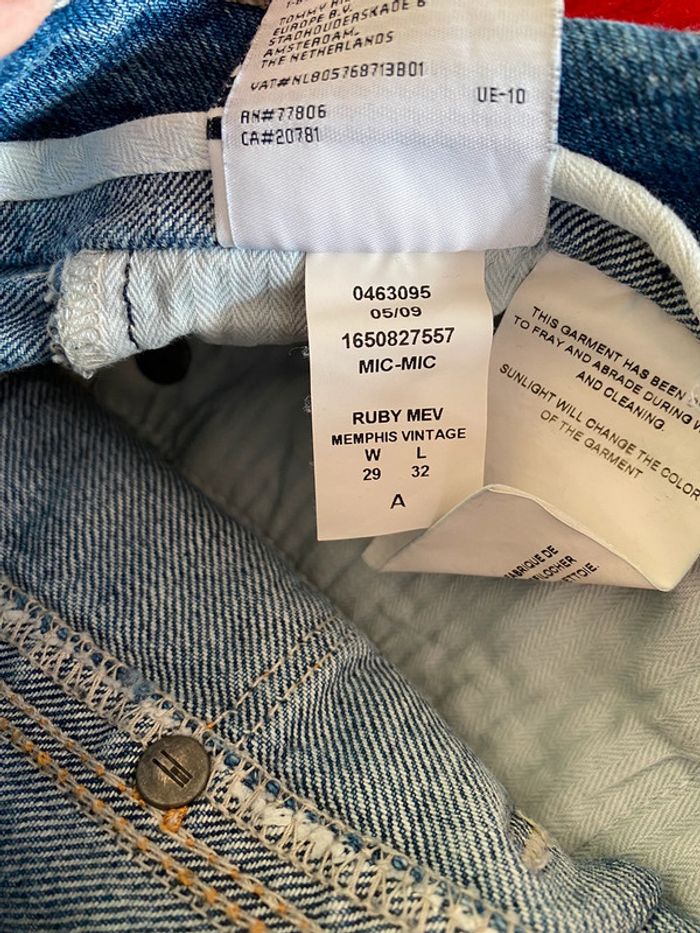 TOMMY
EUROPE B.V.
STADHOUDERSKADE 6
AMSTERDAM.
THE NETHERLANDS
VAT#NL805768713B01
UE-10
RN#77806
CA#20781
0463095
05/09
1650827557
MIC-MIC
RUBY MEV
MEMPHIS VINTAGE
W L
29 32
A
THIS GARMENT HAS BEEN
TO FRAY AND ABRADE DURING
AND CLEANING.
SUNLIGHT WILL CHANGE THE COLOR
OF THE GARMENT
DE